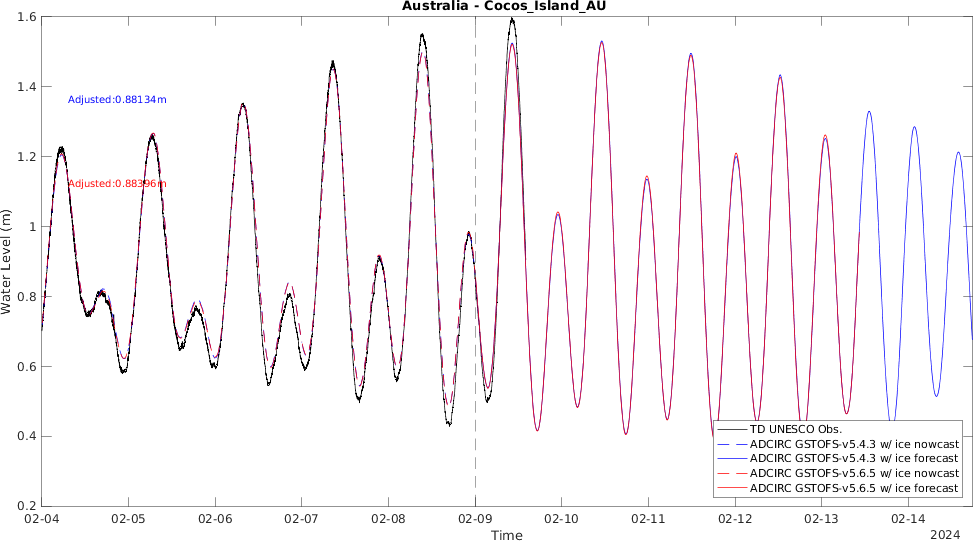 Australia - Cocos_Island_AU
1.6
1.4
1.2
1
0.8
0.6
0.4
0.2
Water Level (m)
Adjusted:0.88134m
Adjusted:0.88396m
TD UNESCO Obs.
ADCIRC GSTOFS-v5.4.3 w/ ice nowcast
ADCIRC GSTOFS-v5.4.3 w/ ice forecast
ADCIRC GSTOFS-v5.6.5 w/ ice nowcast
ADCIRC GSTOFS-v5.6.5 w/ ice forecast
02-04 02-05 02-06 02-07 02-08 02-09 02-10 02-11 02-12 02-13 02-14
Time
2024